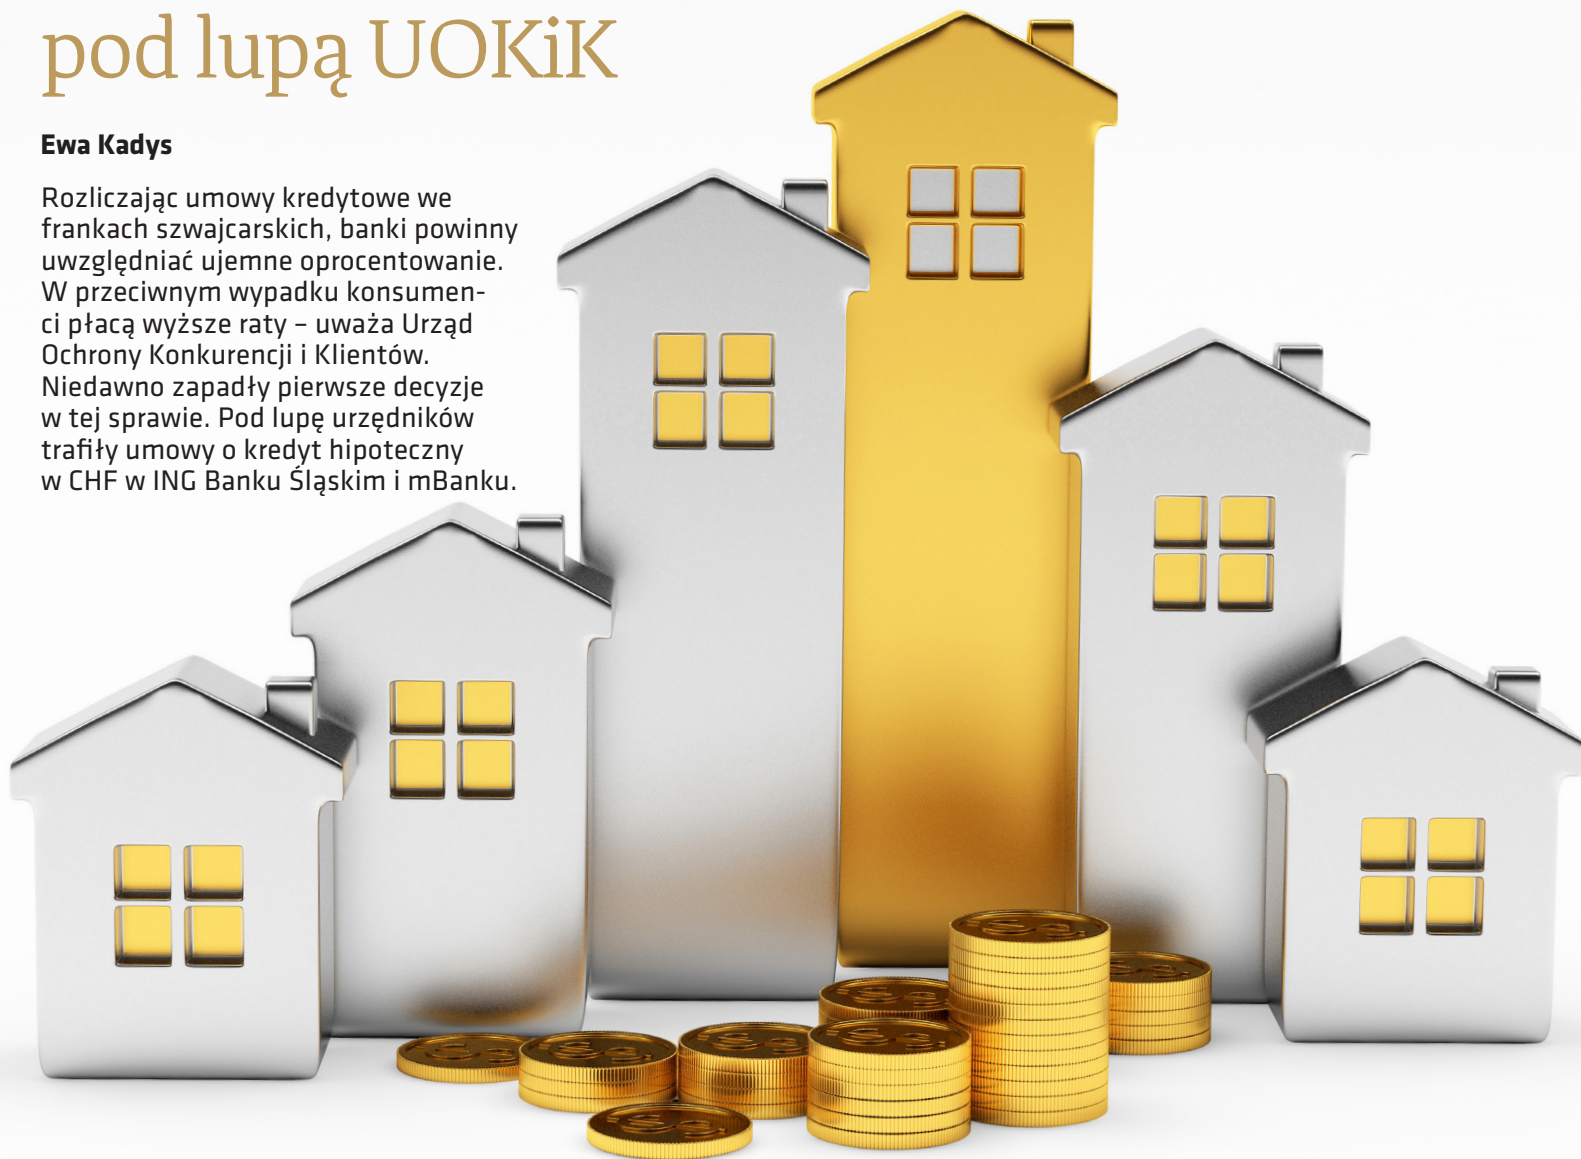 pod lupą UOKiK
Ewa Kadys
Rozliczając umowy kredytowe we
frankach szwajcarskich, banki powinny
uwzględniać ujemne oprocentowanie.
W przeciwnym wypadku konsumen-
ci płacą wyższe raty – uważa Urząd
Ochrony Konkurencji i Klientów.
Niedawno zapadły pierwsze decyzje
w tej sprawie. Pod lupę urzędników
trafiły umowy o kredyt hipoteczny
w CHF w ING Banku Śląskim i mBanku.